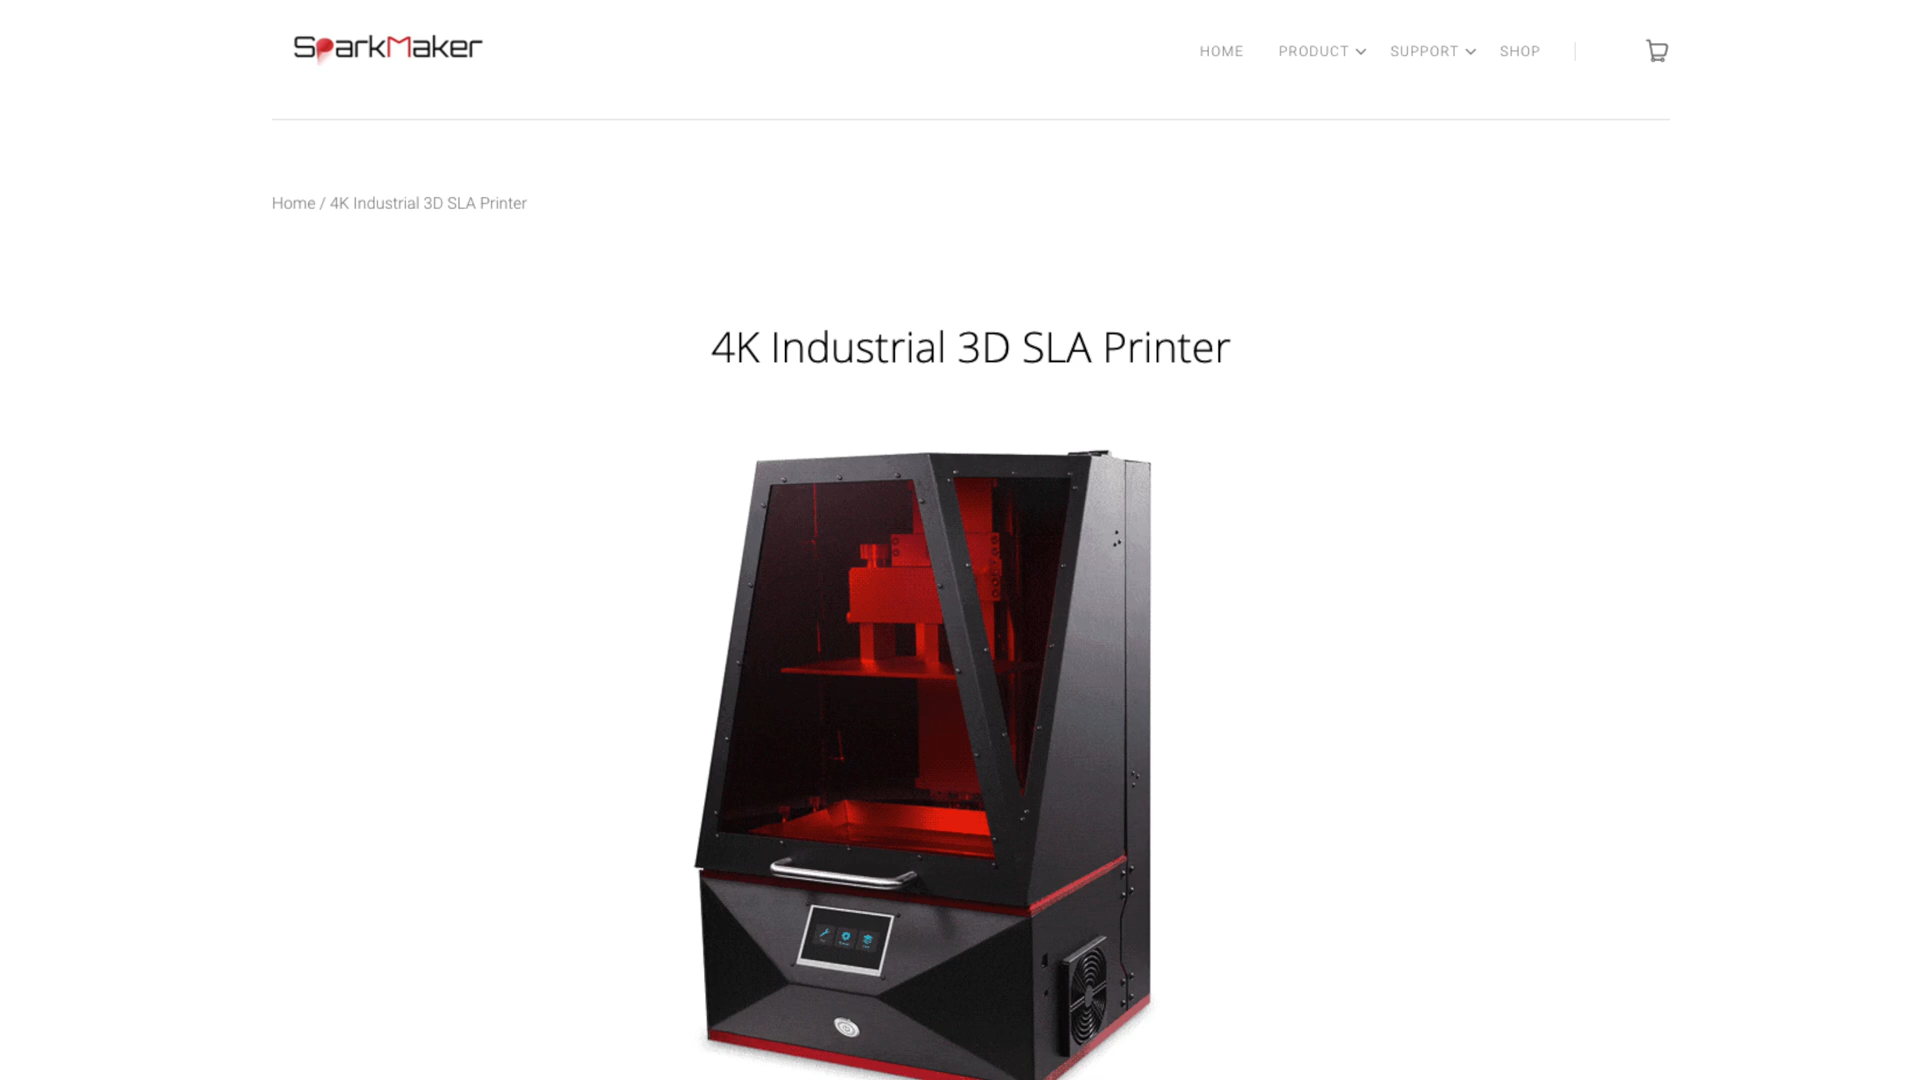 SparkMaker
HOME PRODUCT SUPPORT SHOP
Home / 4K Industrial 3D SLA Printer
4K Industrial 3D SLA Printer